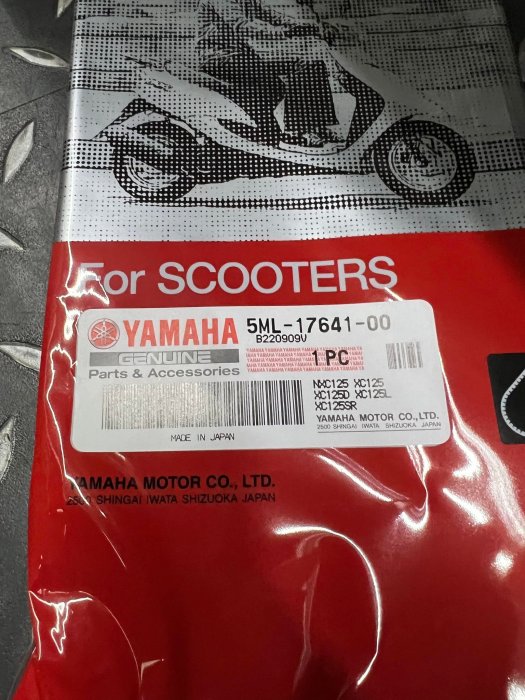 For SCOOTERS
YAMAHA 5ML-17641-00
B220909V
GENUINE
1 PC
Parts & Accessories
NXC125 XC125
XC125D XC125L
XC125SR
YAMAHA MOTOR CO.,LTD.
2500 SHINGAI IWATA SHIZUOKA JAPAN
MADE IN JAPAN
YAMAHA MOTOR CO., LTD.
2500 SHINGAI IWATA SHIZUOKA JAPAN